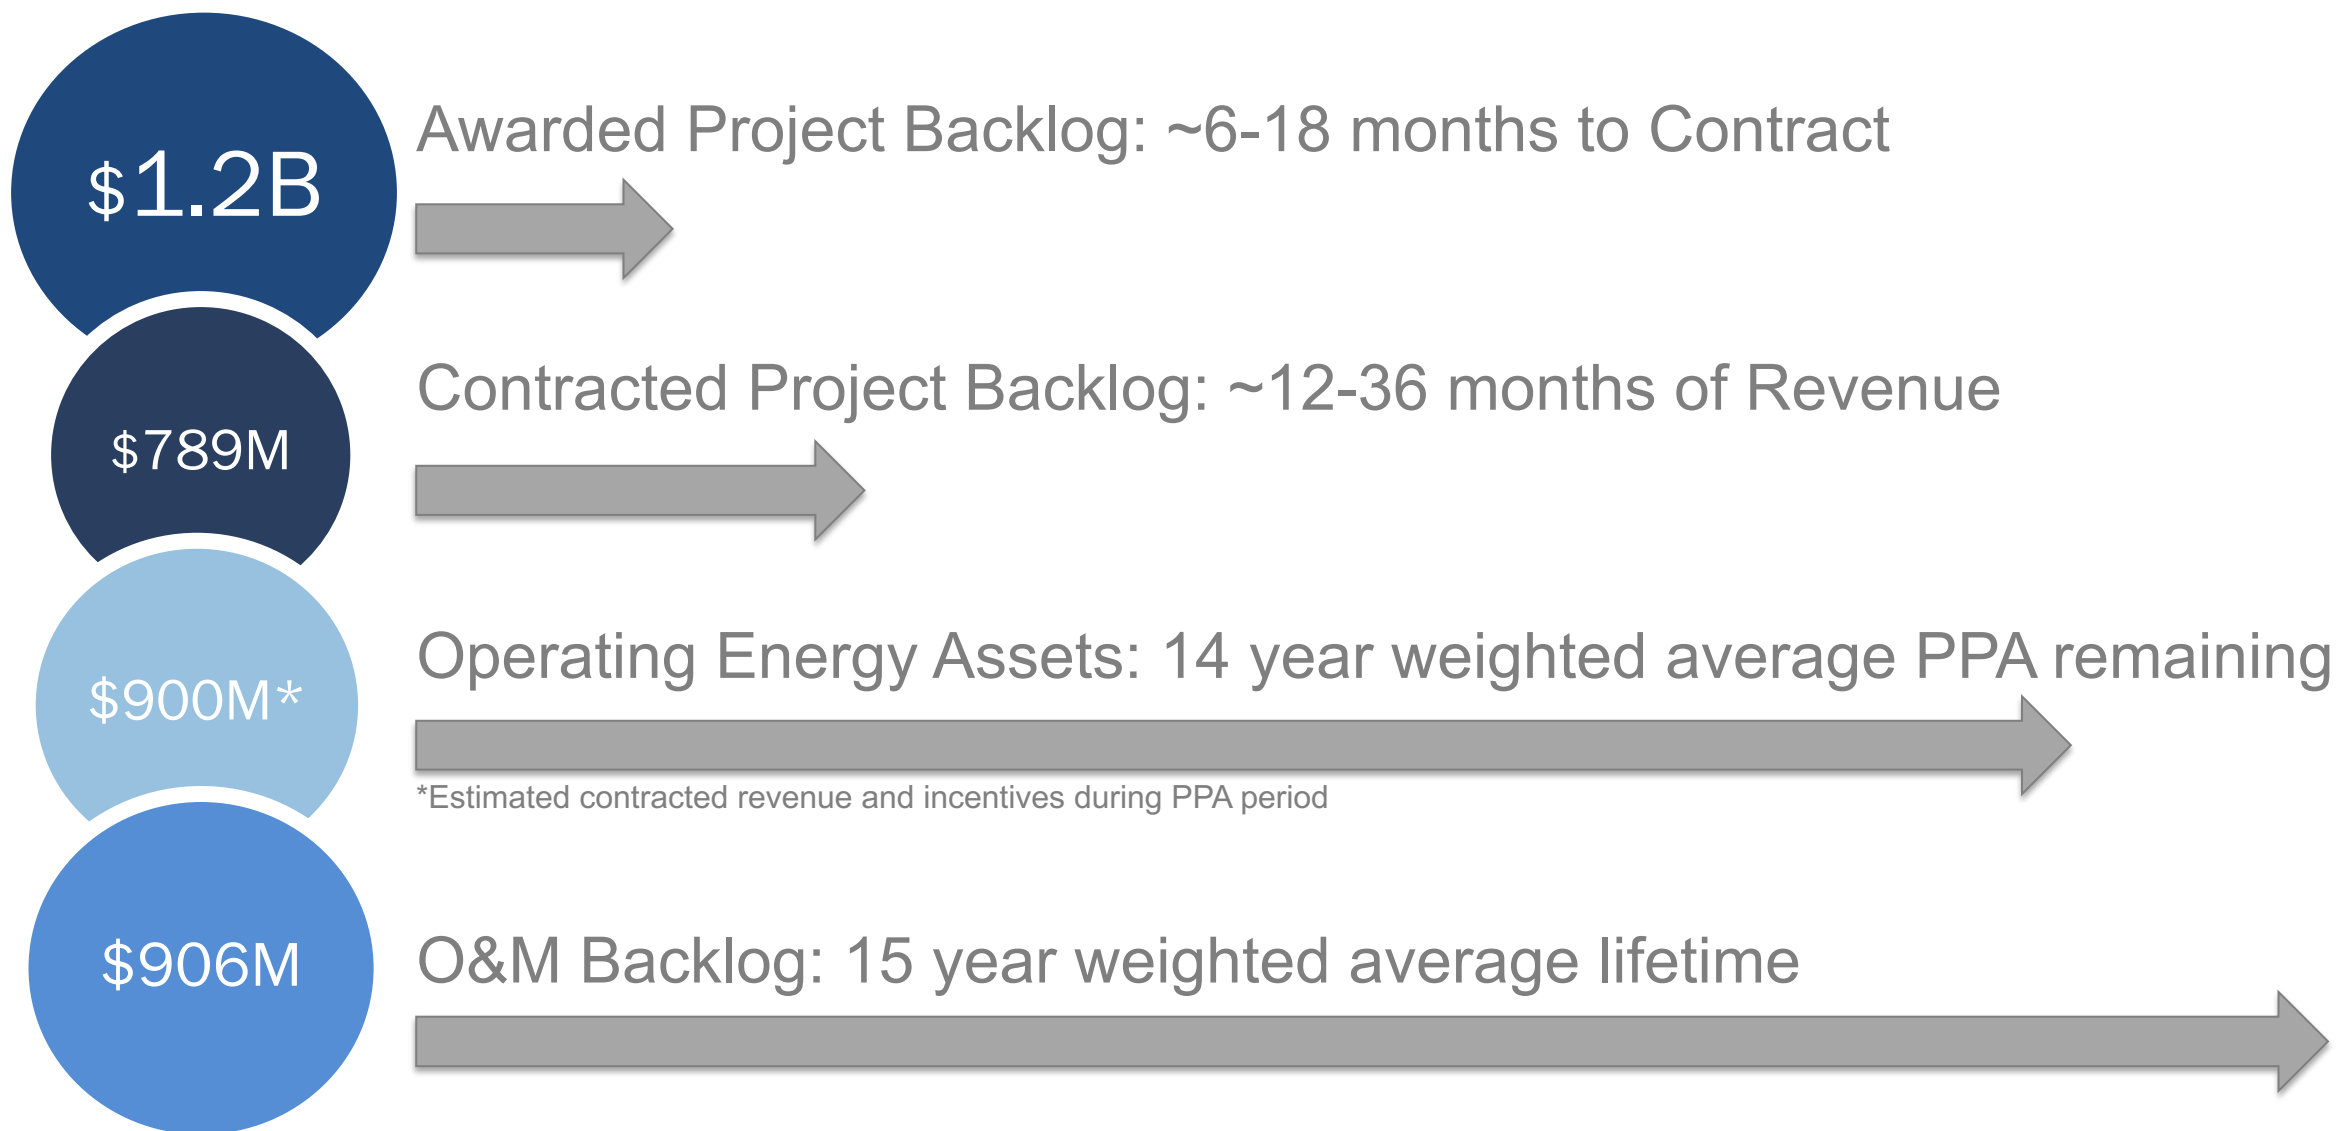 $1.2B
Awarded Project Backlog: ~6-18 months to Contract
$789M
Contracted Project Backlog: ~12-36 months of Revenue
$900M*
Operating Energy Assets: 14 year weighted average PPA remaining
*Estimated contracted revenue and incentives during PPA period
$906M
O&M Backlog: 15 year weighted average lifetime